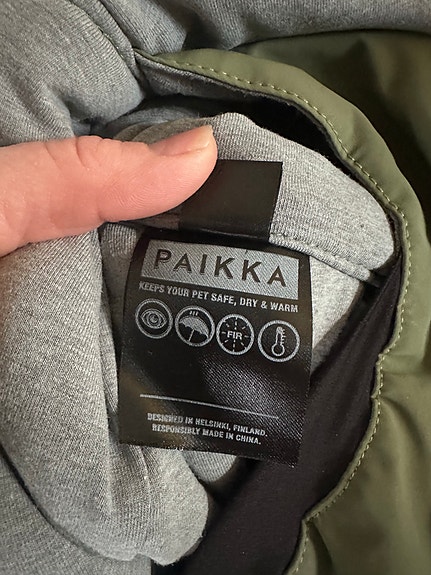 PAIKKA
KEEPS YOUR PET SAFE, DRY & WARM
FIR
DESIGNED IN HELSINKI, FINLAND.
RESPONSIBLY MADE IN CHINA.